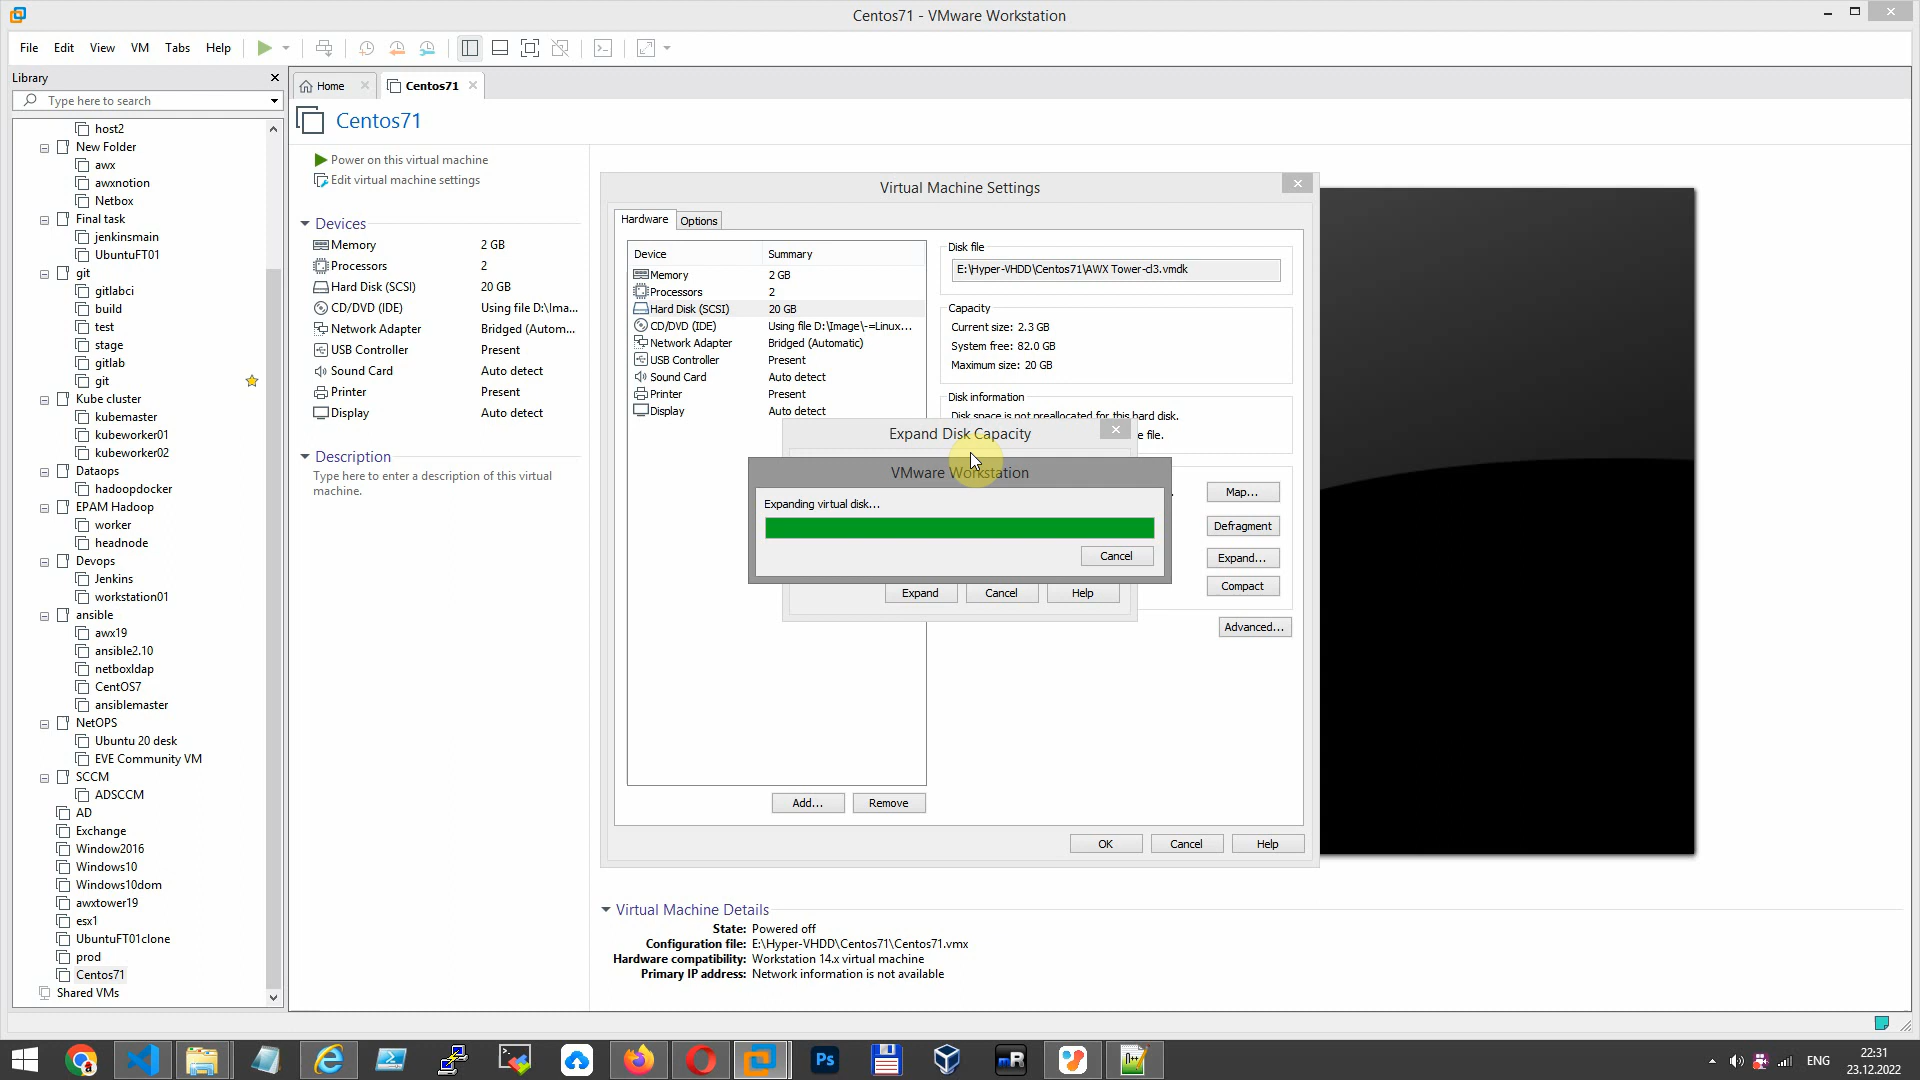 Centos71 - VMware Workstation
File Edit View VM Tabs Help
Library
Type here to search
host2
New Folder
awx
awxnotion
Netbox
Final task
jenkinsmain
UbuntuFT01
git
gitlabci
build
test
stage
gitlab
git
Kube cluster
kubemaster
kubeworker01
kubeworker02
Dataops
hadoopdocker
EPAM Hadoop
worker
headnode
Devops
Jenkins
workstation01
ansible
awx19
ansible2.10
netboxldap
CentOS7
ansiblemaster
NetOPS
Ubuntu 20 desk
EVE Community VM
SCCM
ADSCCM
AD
Exchange
Window2016
Windows10
Windows10dom
awxtower19
esx1
UbuntuFT01clone
prod
Centos71
Shared VMs
Home Centos71
Centos71
Power on this virtual machine
Edit virtual machine settings
Devices
Memory 2 GB
Processors 2
Hard Disk (SCSI) 20 GB
CD/DVD (IDE) Using file D:\Ima...
Network Adapter Bridged (Autom...
USB Controller Present
Sound Card Auto detect
Printer Present
Display Auto detect
Description
Type here to enter a description of this virtual
machine.
Virtual Machine Settings
Hardware Options
Device Summary
Memory 2 GB
Processors 2
Hard Disk (SCSI) 20 GB
CD/DVD (IDE) Using file D:\Image\-=Linux...
Network Adapter Bridged (Automatic)
USB Controller Present
Sound Card Auto detect
Printer Present
Display Auto detect
Add... Remove
Disk file
E:\Hyper-VHDD\Centos71\AWX Tower-cl3.vmdk
Capacity
Current size: 2.3 GB
System free: 82.0 GB
Maximum size: 20 GB
Disk information
Disk space is not preallocated for this hard disk.
e file.
Map...
Defragment
Expand...
Compact
Advanced...
OK Cancel Help
Expand Disk Capacity
VMware Workstation
Expanding virtual disk...
Cancel
Expand Cancel Help
Virtual Machine Details
State: Powered off
Configuration file: E:\Hyper-VHDD\Centos71\Centos71.vmx
Hardware compatibility: Workstation 14.x virtual machine
Primary IP address: Network information is not available
Ps
mR
ENG
22:31
23.12.2022